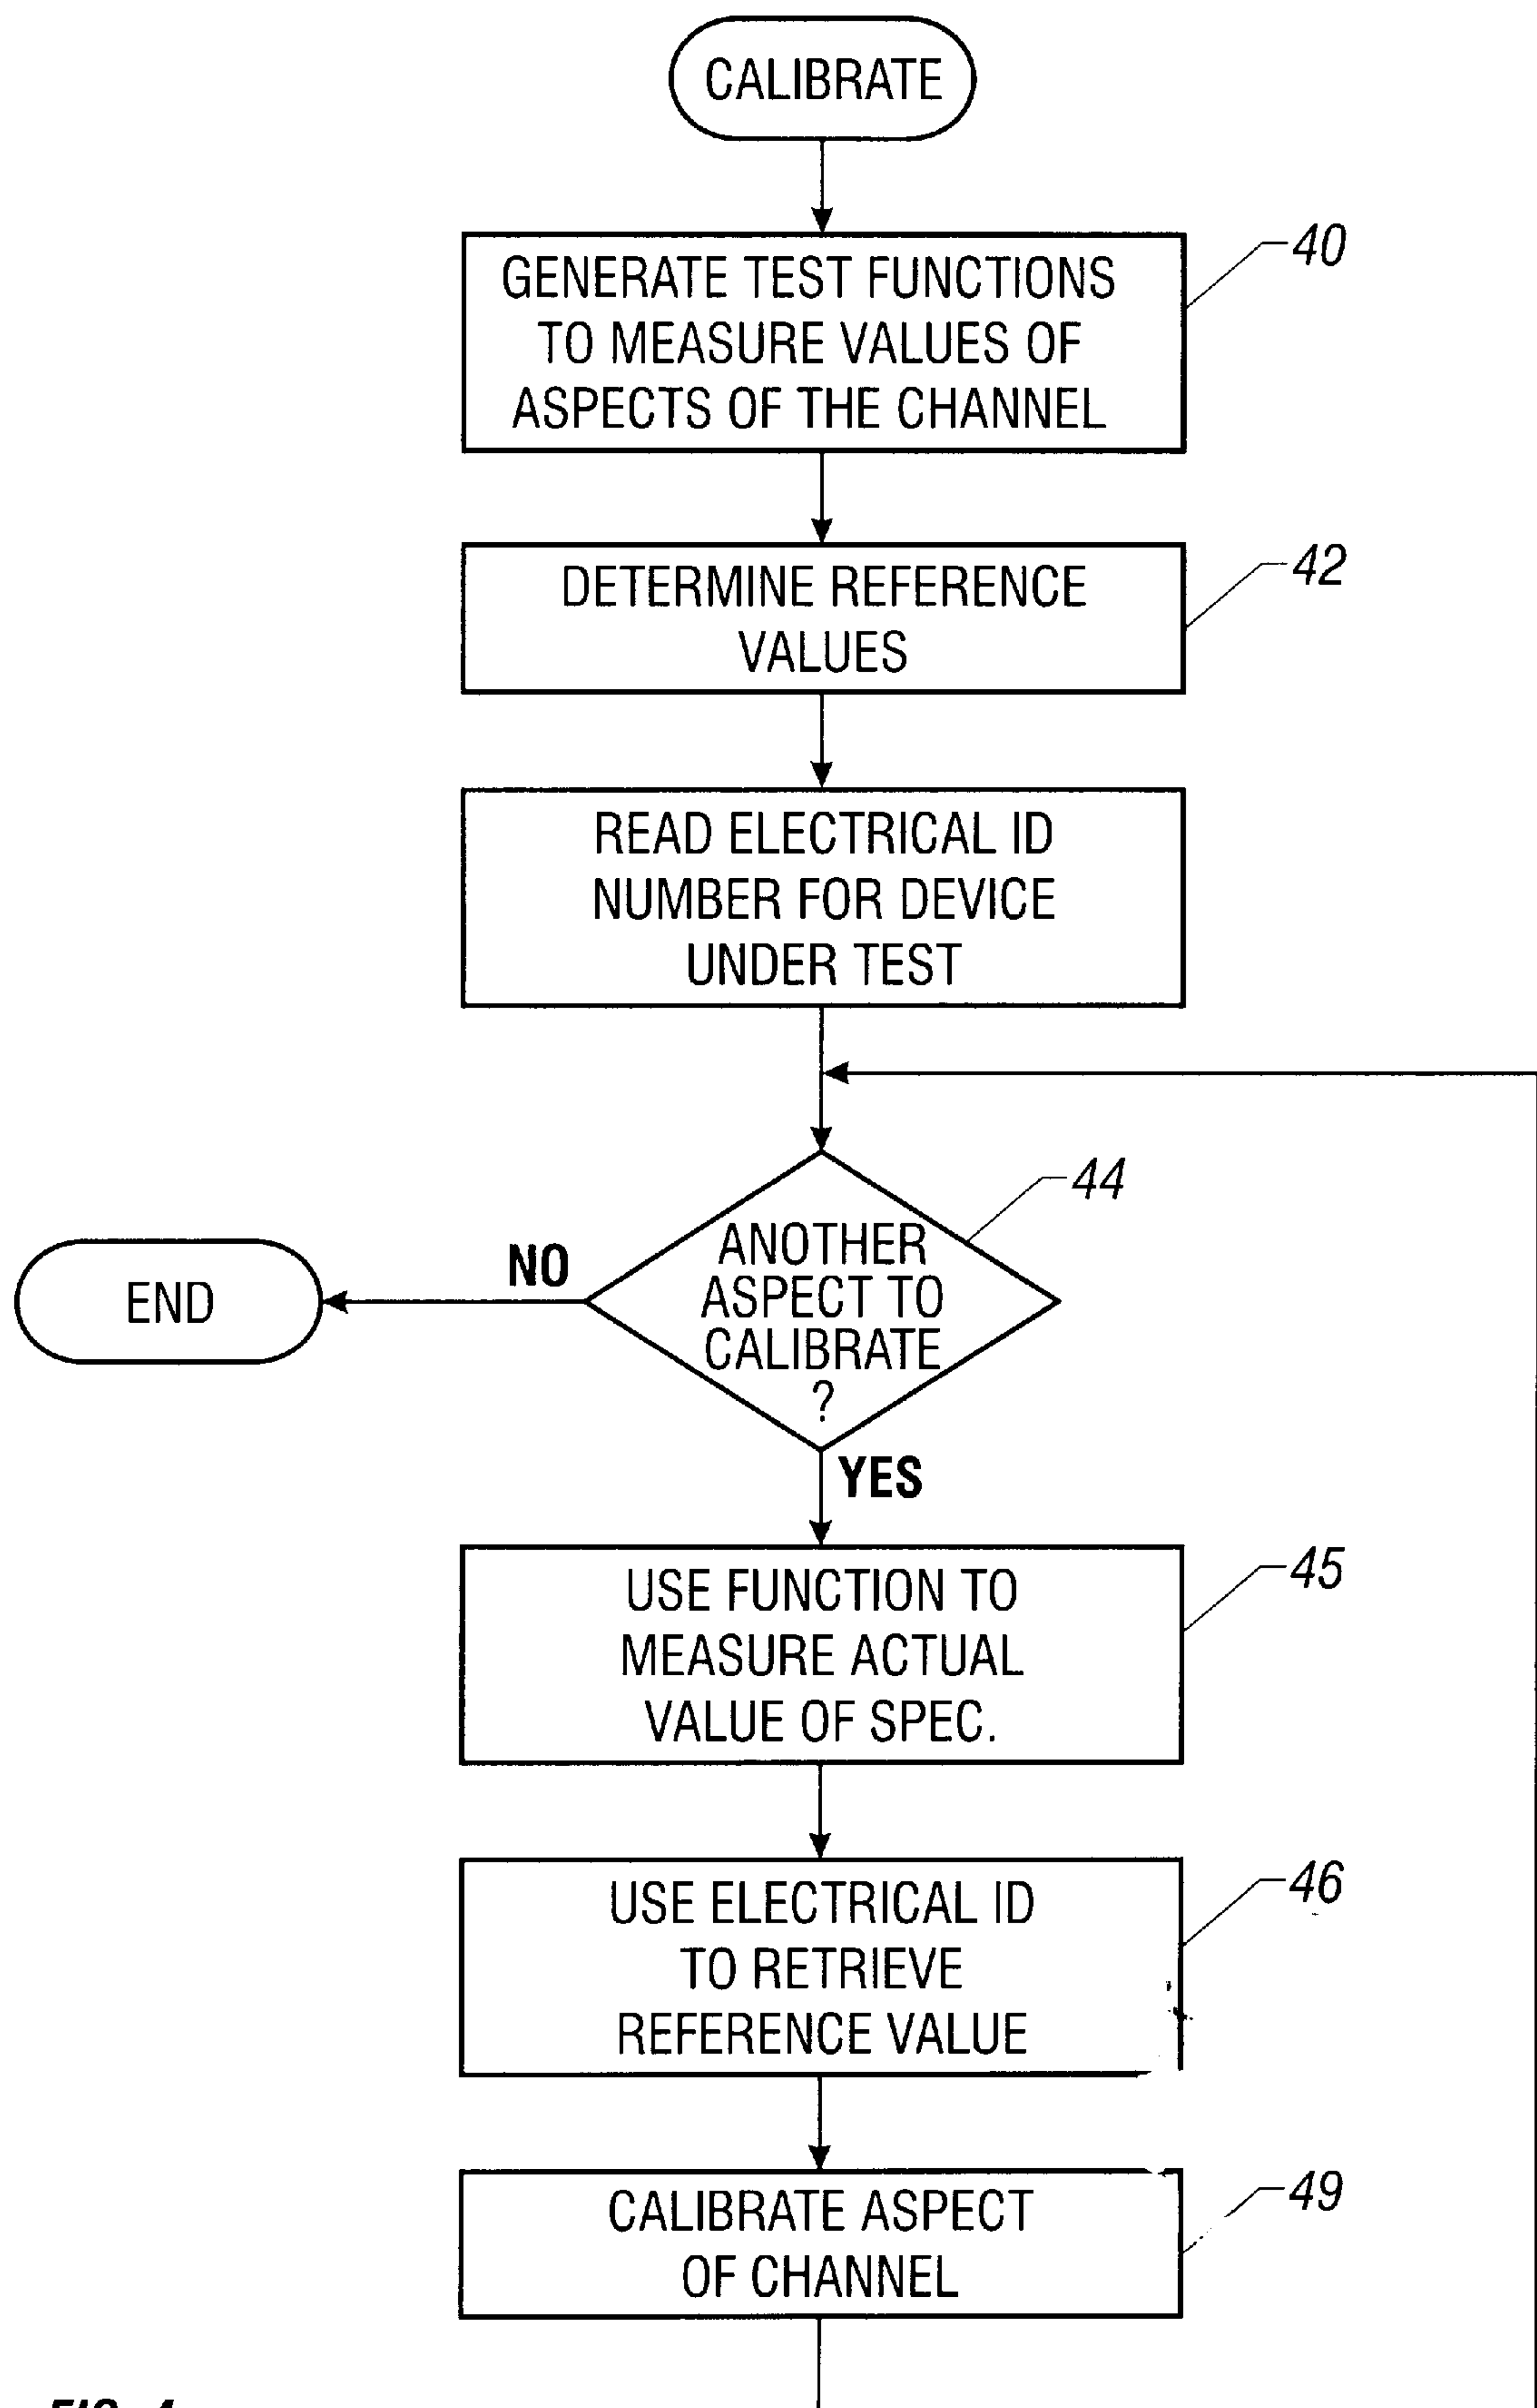 CALIBRATE
40
GENERATE TEST FUNCTIONS
TO MEASURE VALUES OF
ASPECTS OF THE CHANNEL
42
DETERMINE REFERENCE
VALUES
READ ELECTRICAL ID
NUMBER FOR DEVICE
UNDER TEST
44
ANOTHER
ASPECT TO
CALIBRATE
?
NO
END
YES
45
USE FUNCTION TO
MEASURE ACTUAL
VALUE OF SPEC.
46
USE ELECTRICAL ID
TO RETRIEVE
REFERENCE VALUE
49
CALIBRATE ASPECT
OF CHANNEL